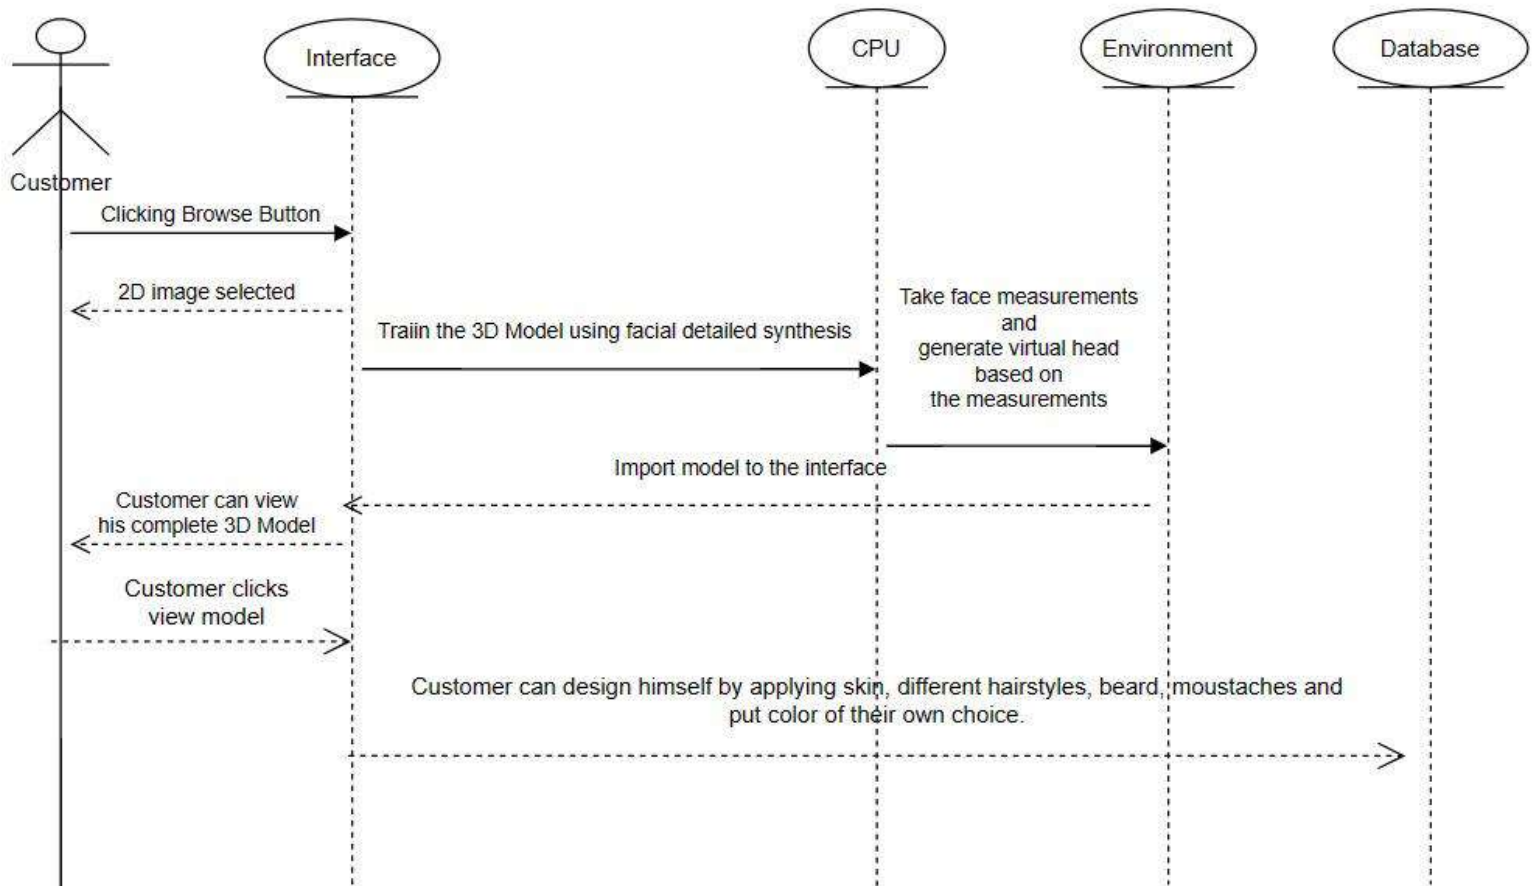 Interface
CPU
Environment
Database
Customer
Clicking Browse Button
2D image selected
Traiin the 3D Model using facial detailed synthesis
Take face measurements
and
generate virtual head
based on
the measurements
Import model to the interface
Customer can view
his complete 3D Model
Customer clicks
view model
Customer can design himself by applying skin, different hairstyles, beard, moustaches and
put color of their own choice.